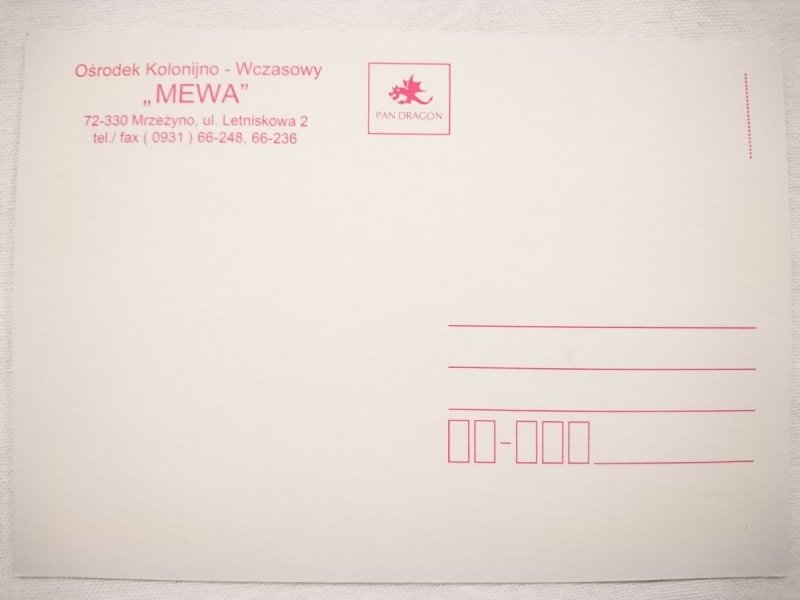 Ośrodek Kolonijno - Wczasowy
„MEWA”
72-330 Mrzeżyno, ul. Letniskowa 2
tel./ fax ( 0931 ) 66-248, 66-236
PAN DRAGON